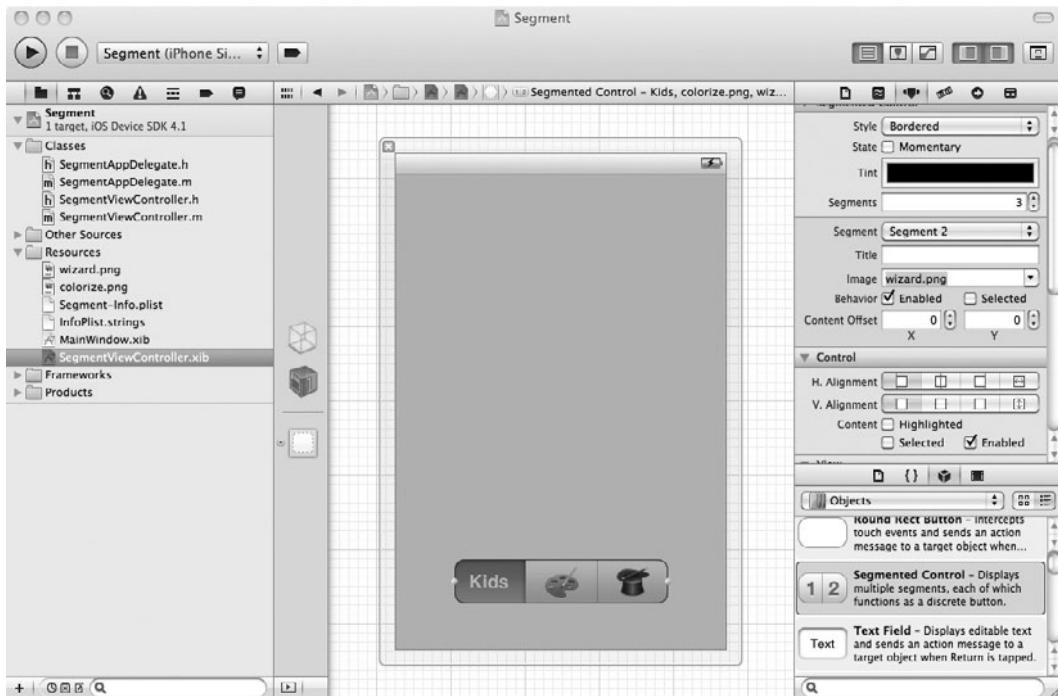 Segment
Segment (iPhone Si...
Segment
1 target, iOS Device SDK 4.1
Classes
h SegmentAppDelegate.h
m SegmentAppDelegate.m
h SegmentViewController.h
m SegmentViewController.m
Other Sources
Resources
wizard.png
colorize.png
Segment-Info.plist
InfoPlist.strings
MainWindow.xib
SegmentViewController.xib
Frameworks
Products
Segmented Control - Kids, colorize.png, wiz...
Kids
Segmented Control
Style Bordered
State Momentary
Tint
Segments 3
Segment Segment 2
Title
Image wizard.png
Behavior Enabled Selected
Content Offset 0 0
X Y
Control
H. Alignment
V. Alignment
Content Highlighted
Selected Enabled
View
{}
Objects
Round Rect Button - Intercepts
touch events and sends an action
message to a target object when...
1 2
Segmented Control - Displays
multiple segments, each of which
functions as a discrete button.
Text
Text Field - Displays editable text
and sends an action message to a
target object when Return is tapped.